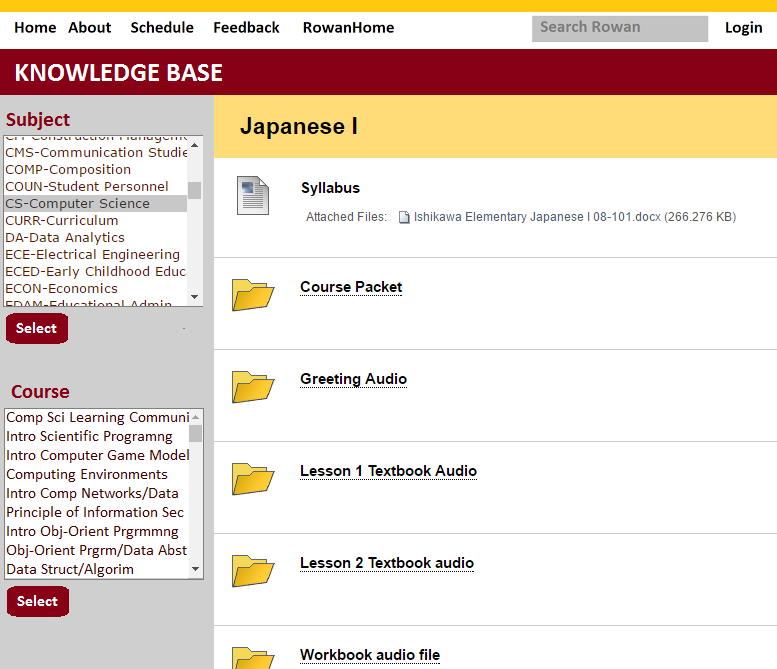 Home About Schedule Feedback RowanHome Search Rowan Login
KNOWLEDGE BASE
Subject
CMS-Communication Studie
COMP-Composition
COUN-Student Personnel
CS-Computer Science
CURR-Curriculum
DA-Data Analytics
ECE-Electrical Engineering
ECED-Early Childhood Educ
ECON-Economics
EDAM-Educational Admin
Select
Course
Comp Sci Learning Communi
Intro Scientific Programng
Intro Computer Game Model
Computing Environments
Intro Comp Networks/Data
Principle of Information Sec
Intro Obj-Orient Prgrmmng
Obj-Orient Prgrm/Data Abst
Data Struct/Algorim
Select
Japanese I
Syllabus
Attached Files: Ishikawa Elementary Japanese I 08-101.docx (266.276 KB)
Course Packet
Greeting Audio
Lesson 1 Textbook Audio
Lesson 2 Textbook audio
Workbook audio file